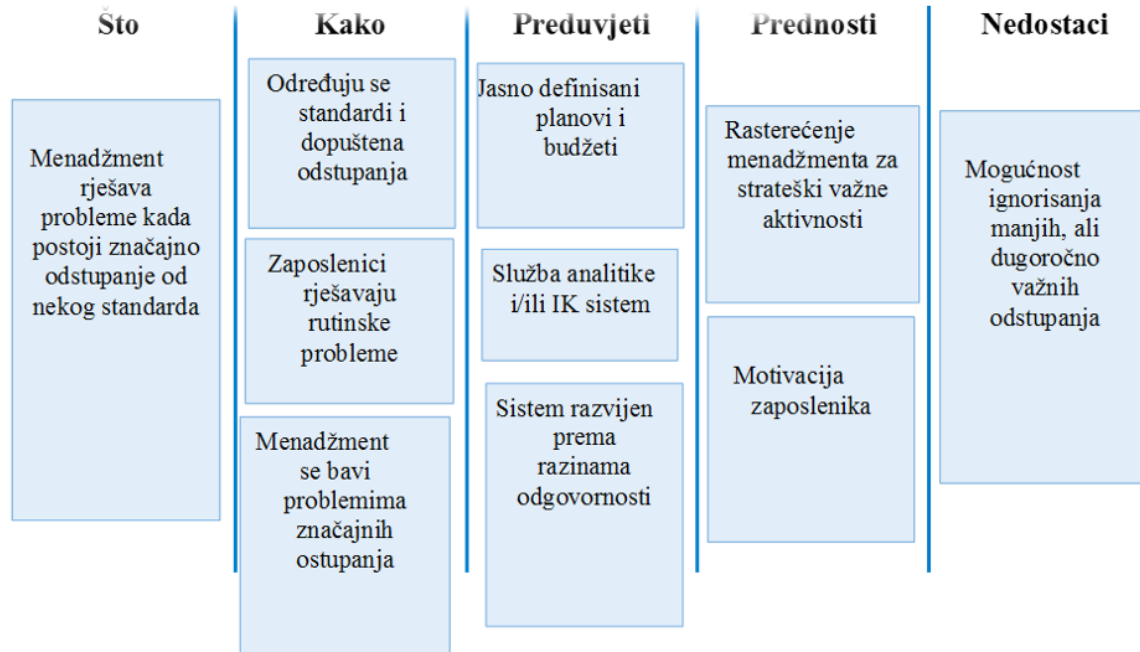 Što
Kako
Preduvjeti
Prednosti
Nedostaci
Menadžment
rješava
probleme kada
postoji značajno
odstupanje od
nekog standarda
Određuju se
standardi i
dopuštena
odstupanja
Zaposlenici
rješavaju
rutinske
probleme
Menadžment
se bavi
problemima
značajnih
ostupanja
Jasno definisani
planovi i
budžeti
Služba analitike
i/ili IK sistem
Sistem razvijen
prema
razinama
odgovornosti
Rasterećenje
menadžmenta za
strateški važne
aktivnosti
Motivacija
zaposlenika
Mogućnost
ignorisanja
manjih, ali
dugoročno
važnih
odstupanja